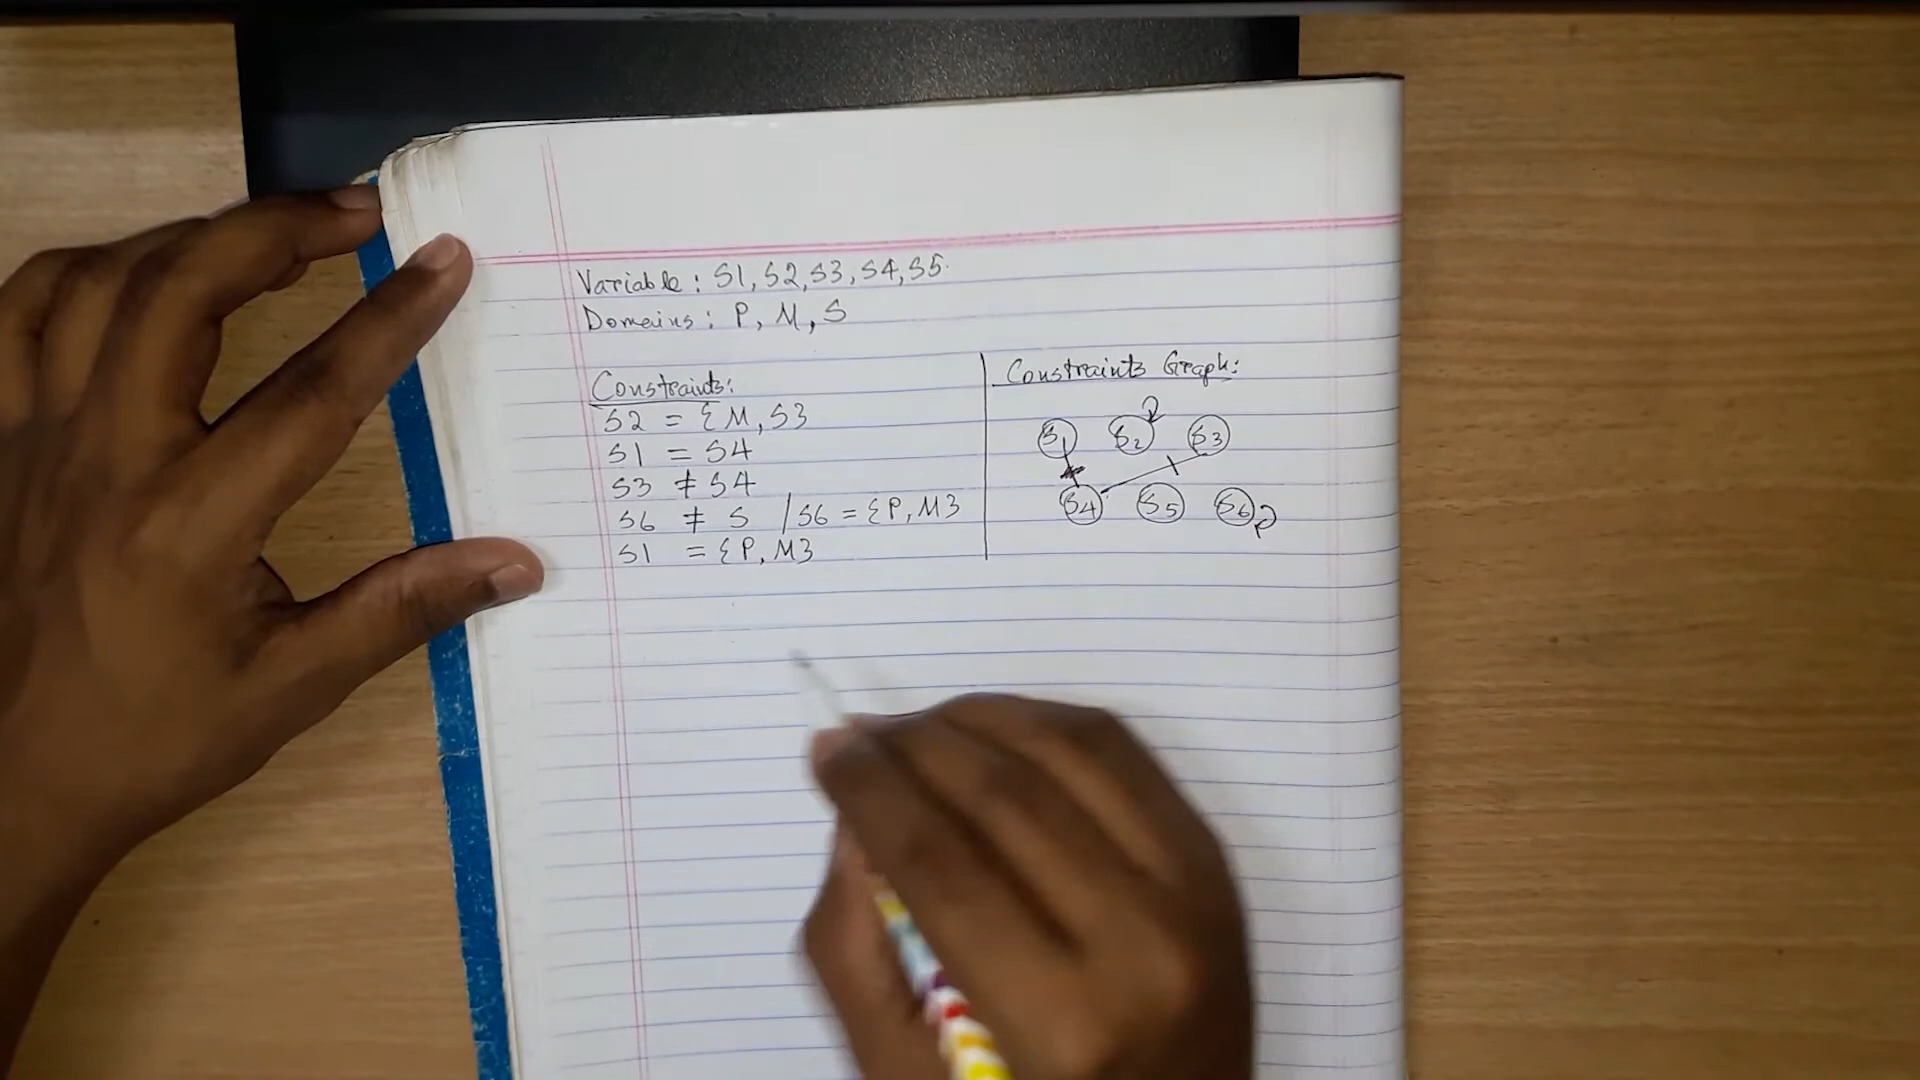 Variable : S1, S2, S3, S4, S5.
Domains : P, M, S
Constraints:
S2 = {M, S}
S1 = S4
S3 ≠ S4
S6 ≠ S / S6 = {P, M}
S1 = {P, M}
Constraints Graph:
S1 S2 S3
S4 S5 S6